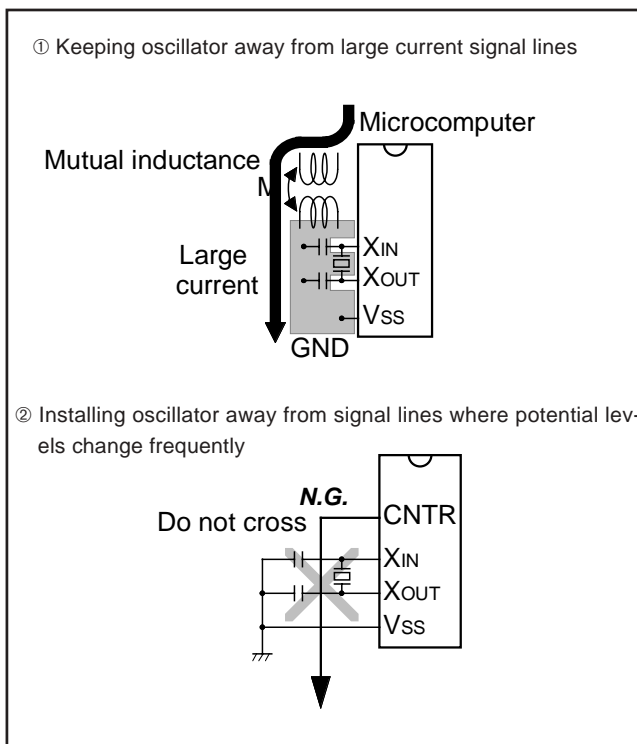 ① Keeping oscillator away from large current signal lines
Microcomputer
Mutual inductance
M
Large
current
XIN
XOUT
VSS
GND
② Installing oscillator away from signal lines where potential lev-
els change frequently
N.G.
Do not cross
CNTR
XIN
XOUT
VSS